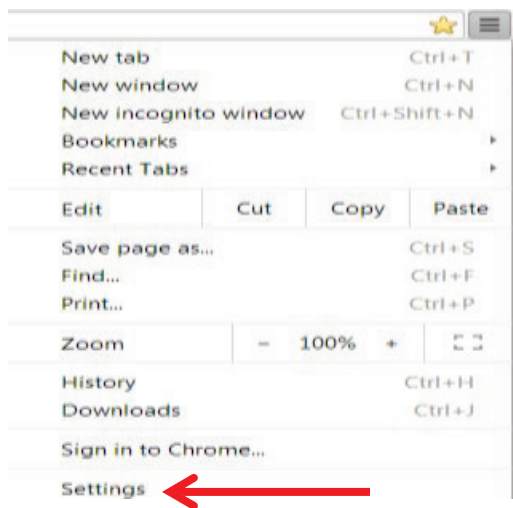 New tab Ctrl+T
New window Ctrl+N
New incognito window Ctrl+Shift+N
Bookmarks
Recent Tabs
Edit Cut Copy Paste
Save page as... Ctrl+S
Find... Ctrl+F
Print... Ctrl+P
Zoom - 100% +
History Ctrl+H
Downloads Ctrl+J
Sign in to Chrome...
Settings